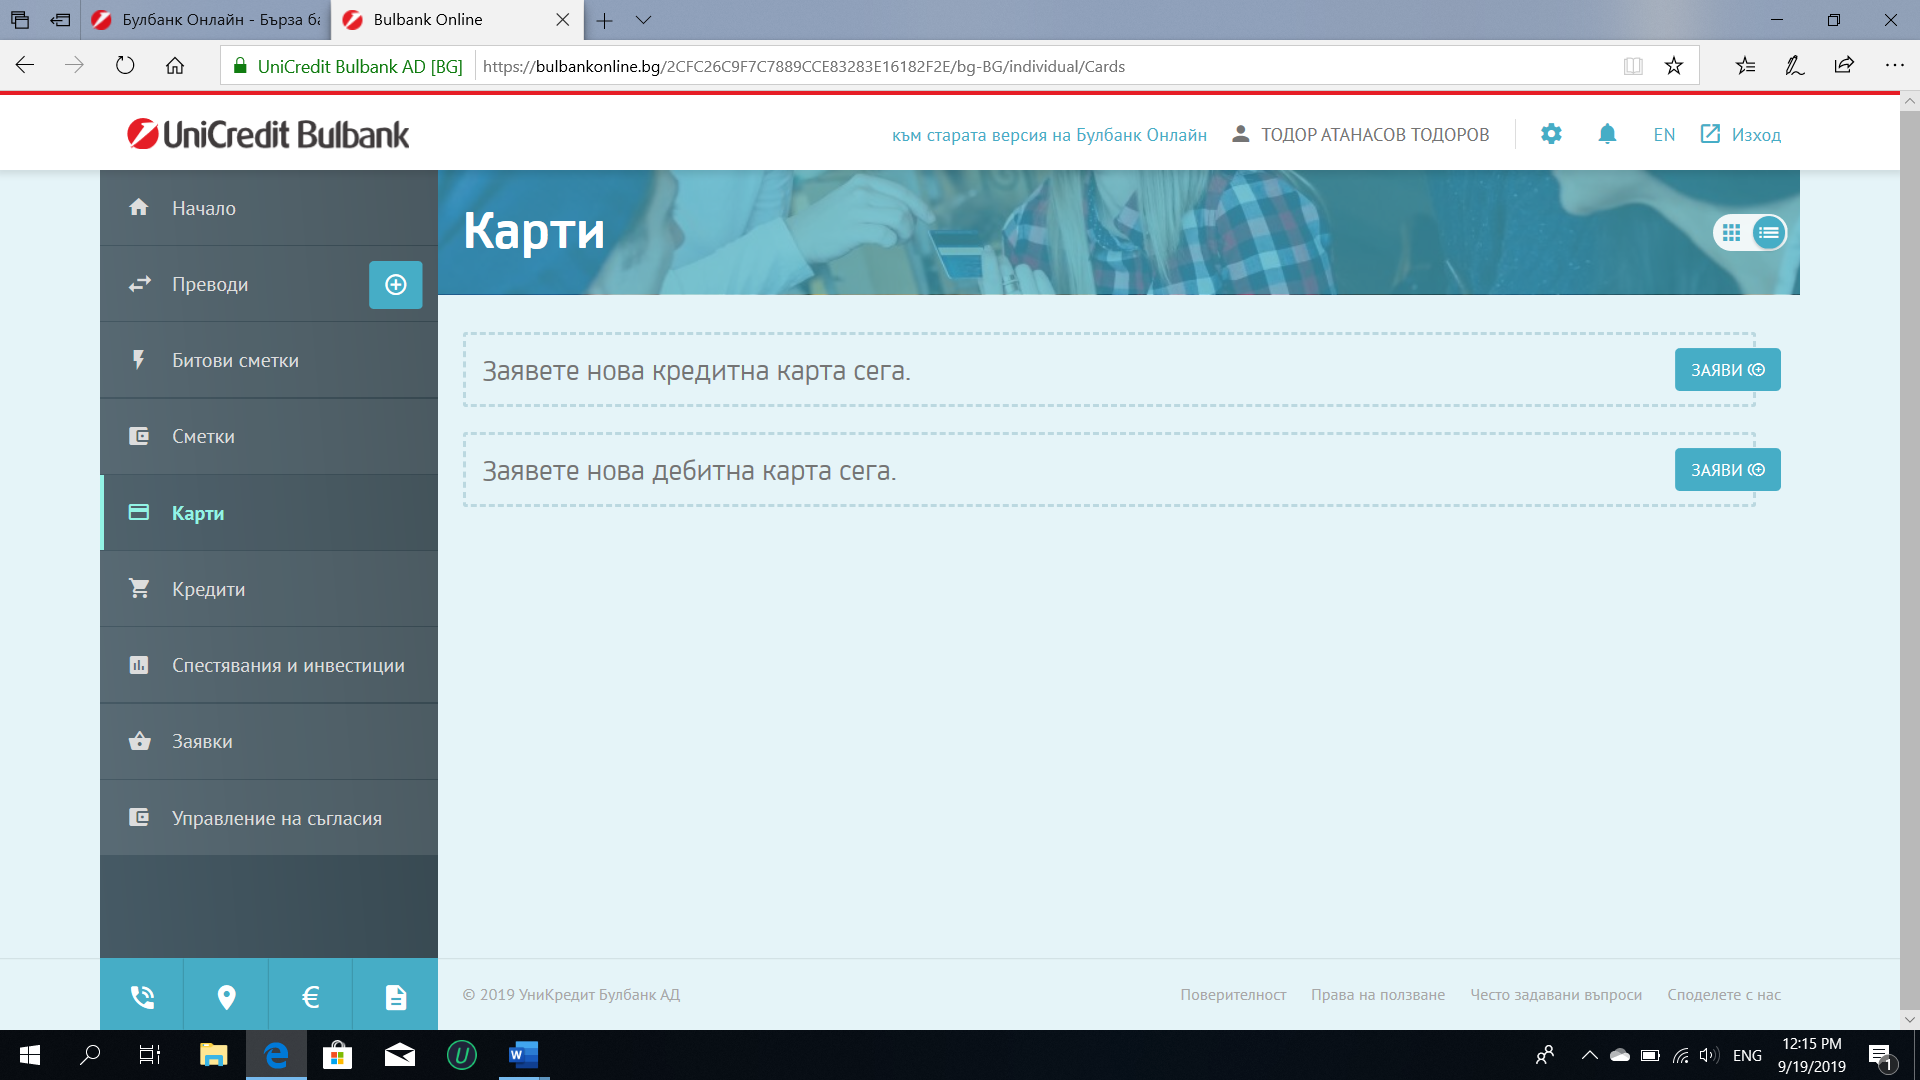 Булбанк Онлайн - Бърза ба
Bulbank Online
UniCredit Bulbank AD [BG]
https://bulbankonline.bg/2CFC26C9F7C7889CCE83283E16182F2E/bg-BG/individual/Cards
UniCredit Bulbank
към старата версия на Булбанк Онлайн
ТОДОР АТАНАСОВ ТОДОРОВ
EN
Изход
Начало
Преводи
Битови сметки
Сметки
Карти
Кредити
Спестявания и инвестиции
Заявки
Управление на съгласия
Карти
Заявете нова кредитна карта сега.
ЗАЯВИ
Заявете нова дебитна карта сега.
ЗАЯВИ
€
© 2019 УниКредит Булбанк АД
Поверителност
Права на ползване
Често задавани въпроси
Споделете с нас
ENG
12:15 PM
9/19/2019
1